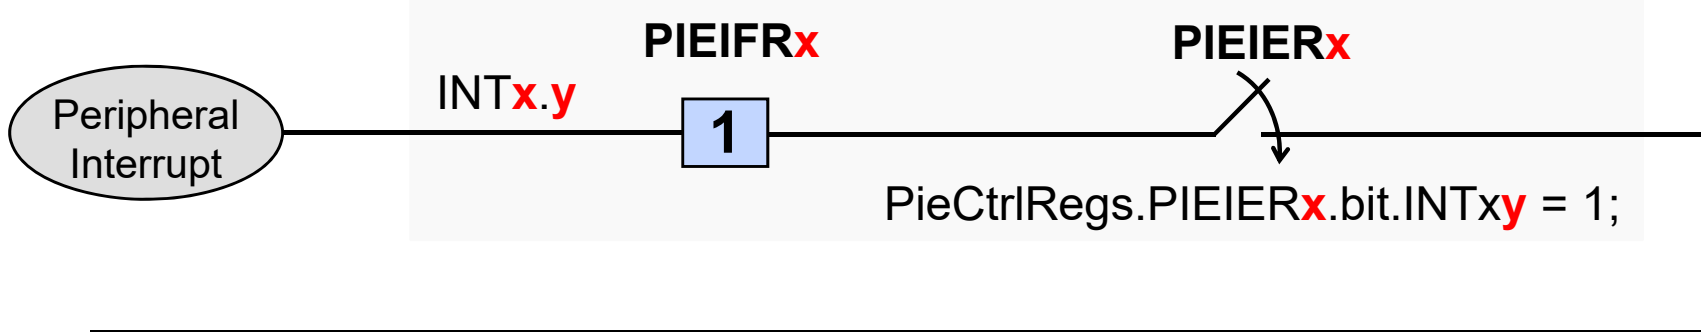 PIEIFRx
PIEIERx
INTx.y
Peripheral
Interrupt
1
PieCtrlRegs.PIEIERx.bit.INTxy = 1;